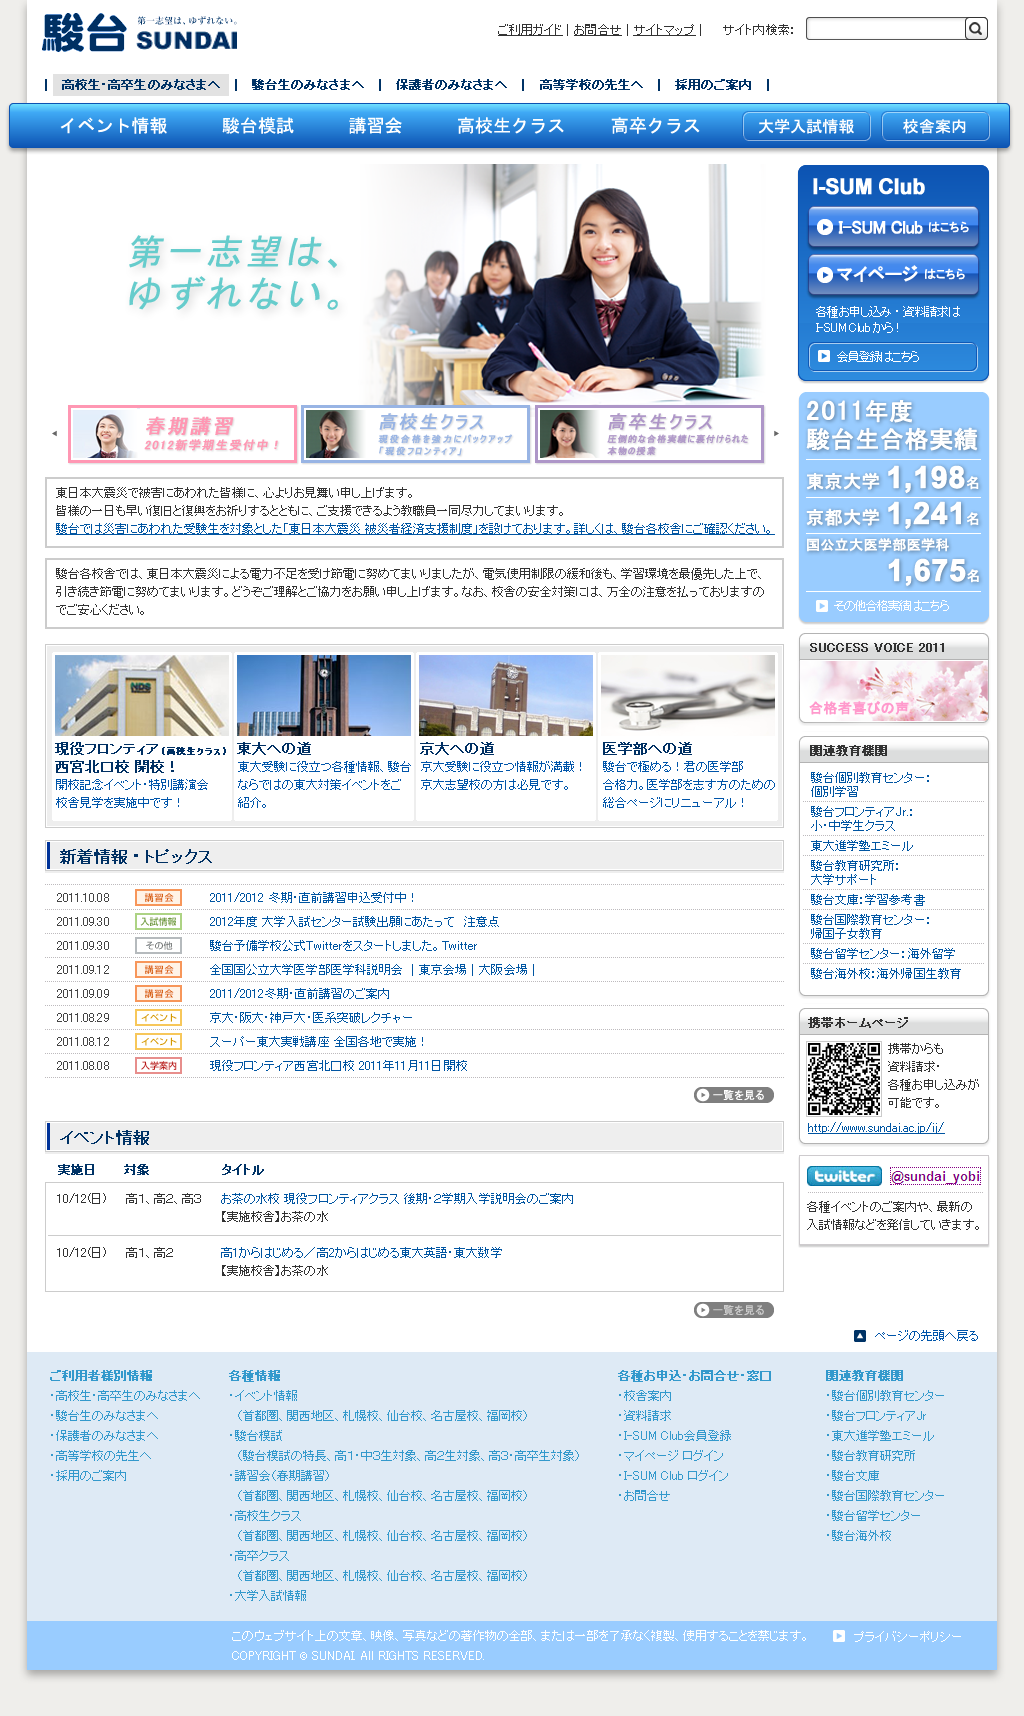 駿台 第一志望は、ゆずれない。 SUNDAI
ご利用ガイド | お問合せ | サイトマップ | サイト内検索：
高校生・高卒生のみなさまへ | 駿台生のみなさまへ | 保護者のみなさまへ | 高等学校の先生へ | 採用のご案内 |
イベント情報 駿台模試 講習会 高校生クラス 高卒クラス 大学入試情報 校舎案内
第一志望は、
ゆずれない。
春期講習
2012新学期生受付中！
高校生クラス
現役合格を強力にバックアップ
「現役フロンティア」
高卒生クラス
圧倒的な合格実績に裏付けられた
本物の授業
東日本大震災で被害にあわれた皆様に、心よりお見舞い申し上げます。
皆様の一日も早い復旧と復興をお祈りするとともに、ご支援できるよう教職員一同尽力してまいります。
駿台では災害にあわれた受験生を対象とした「東日本大震災 被災者経済支援制度」を設けております。詳しくは、駿台各校舎にご確認ください。
駿台各校舎では、東日本大震災による電力不足を受け節電に努めてまいりましたが、電気使用制限の緩和後も、学習環境を最優先した上で、
引き続き節電に努めてまいります。どうぞご理解とご協力をお願い申し上げます。なお、校舎の安全対策には、万全の注意を払っておりますの
でご安心ください。
NDS
現役フロンティア（高校生クラス）
西宮北口校 開校！
開校記念イベント・特別講演会
校舎見学を実施中です！
東大への道
東大受験に役立つ各種情報、駿台
ならではの東大対策イベントをご
紹介。
京大への道
京大受験に役立つ情報が満載！
京大志望校の方は必見です。
医学部への道
駿台で極める！君の医学部
合格力。医学部を志す方のための
総合ページにリニューアル！
新着情報・トピックス
2011.10.08 講習会 2011/2012 冬期・直前講習申込受付中！
2011.09.30 入試情報 2012年度 大学入試センター試験出願にあたって 注意点
2011.09.30 その他 駿台予備学校公式Twitterをスタートしました。Twitter
2011.09.12 講習会 全国国公立大学医学部医学科説明会 ｜東京会場｜大阪会場｜
2011.09.09 講習会 2011/2012冬期・直前講習のご案内
2011.08.29 イベント 京大・阪大・神戸大・医系突破レクチャー
2011.08.12 イベント スーパー東大実戦講座 全国各地で実施！
2011.08.08 入学案内 現役フロンティア西宮北口校 2011年11月11日開校
一覧を見る
イベント情報
実施日 対象 タイトル
10/12(日) 高1、高2、高3 お茶の水校 現役フロンティアクラス 後期・2学期入学説明会のご案内
【実施校舎】お茶の水
10/12(日) 高1、高2 高1からはじめる／高2からはじめる東大英語・東大数学
【実施校舎】お茶の水
一覧を見る
I-SUM Club
I-SUM Club はこちら
マイページ はこちら
各種お申し込み・資料請求は
I-SUM Clubから！
会員登録はこちら
2011年度
駿台生合格実績
東京大学 1,198名
京都大学 1,241名
国公立大医学部医学科
1,675名
その他合格実績はこちら
SUCCESS VOICE 2011
合格者喜びの声
関連教育機関
駿台個別教育センター：
個別学習
駿台フロンティアJr.：
小・中学生クラス
東大進学塾エミール
駿台教育研究所：
大学サポート
駿台文庫：学習参考書
駿台国際教育センター：
帰国子女教育
駿台留学センター：海外留学
駿台海外校：海外帰国生教育
携帯ホームページ
携帯からも
資料請求・
各種お申し込みが
可能です。
http://www.sundai.ac.jp/ij/
twitter @sundai_yobi
各種イベントのご案内や、最新の
入試情報などを発信していきます。
ページの先頭へ戻る
ご利用者様別情報
・高校生・高卒生のみなさまへ
・駿台生のみなさまへ
・保護者のみなさまへ
・高等学校の先生へ
・採用のご案内
各種情報
・イベント情報
（首都圏、関西地区、札幌校、仙台校、名古屋校、福岡校）
・駿台模試
（駿台模試の特長、高1・中3生対象、高2生対象、高3・高卒生対象）
・講習会（春期講習）
（首都圏、関西地区、札幌校、仙台校、名古屋校、福岡校）
・高校生クラス
（首都圏、関西地区、札幌校、仙台校、名古屋校、福岡校）
・高卒クラス
（首都圏、関西地区、札幌校、仙台校、名古屋校、福岡校）
・大学入試情報
各種お申込・お問合せ・窓口
・校舎案内
・資料請求
・I-SUM Club会員登録
・マイページ ログイン
・I-SUM Club ログイン
・お問合せ
関連教育機関
・駿台個別教育センター
・駿台フロンティアJr
・東大進学塾エミール
・駿台教育研究所
・駿台文庫
・駿台国際教育センター
・駿台留学センター
・駿台海外校
このウェブサイト上の文章、映像、写真などの著作物の全部、または一部を了承なく複製、使用することを禁じます。 プライバシーポリシー
COPYRIGHT © SUNDAI. All RIGHTS RESERVED.